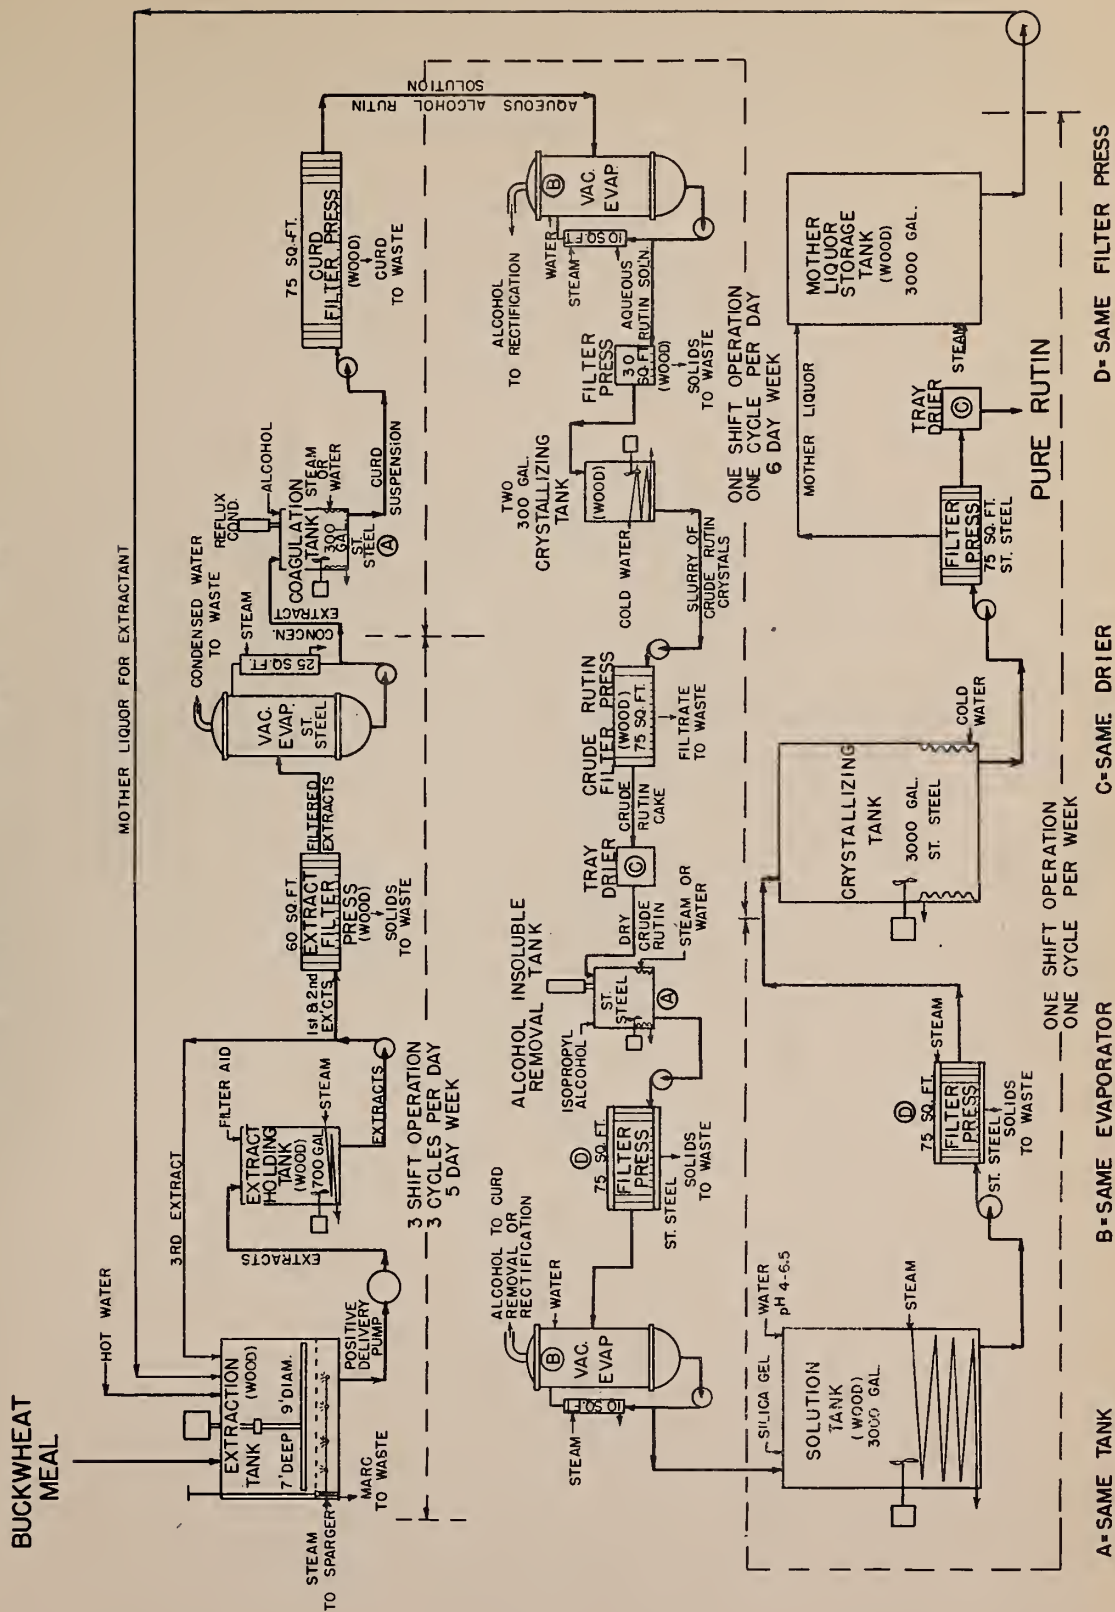 BUCKWHEAT
MEAL
HOT WATER
MOTHER LIQUOR FOR EXTRACTANT
3RD EXTRACT
EXTRACTION
TANK (WOOD)
7' DEEP 9' DIAM.
STEAM
TO SPARGER
MARC
TO WASTE
POSITIVE
DELIVERY
PUMP
EXTRACTS
FILTER AID
EXTRACT
HOLDING
TANK
(WOOD)
1700 GAL
STEAM
EXTRACTS
1st & 2nd
EX'CTS
60 SQ.FT.
EXTRACT
FILTER
PRESS
(WOOD)
SOLIDS
TO WASTE
FILTERED
EXTRACTS
CONDENSED WATER
TO WASTE
VAC.
EVAP.
ST.
STEEL
STEAM
25 SQ.FT.
CONCEN.
EXTRACT
REFLUX
COND.
ALCOHOL
COAGULATION
TANK
300
GAL
ST.
STEEL
A
STEAM
OR
WATER
CURD
SUSPENSION
75 SQ.-FT.
CURD
FILTER PRESS
(WOOD)
CURD
TO WASTE
AQUEOUS ALCOHOL RUTIN
SOLUTION
3 SHIFT OPERATION
3 CYCLES PER DAY
5 DAY WEEK
ALCOHOL
TO RECTIFICATION
B
VAC.
EVAP.
WATER
STEAM
10 SQ.FT.
AQUEOUS
RUTIN SOLN.
FILTER
PRESS
30
SQ.FT.
(WOOD)
SOLIDS
TO WASTE
TWO
300 GAL.
CRYSTALLIZING
TANK
(WOOD)
COLD WATER
SLURRY OF
CRUDE RUTIN
CRYSTALS
CRUDE RUTIN
FILTER PRESS
(WOOD)
75 SQ. FT.
FILTRATE
TO WASTE
CRUDE
RUTIN
CAKE
TRAY
DRIER
C
DRY
CRUDE
RUTIN
ALCOHOL INSOLUBLE
REMOVAL TANK
ISOPROPYL
ALCOHOL
ST.
STEEL
A
STEAM OR
WATER
D
75 SQ. FT.
FILTER
PRESS
ST. STEEL
SOLIDS
TO WASTE
ALCOHOL TO CURD
REMOVAL OR
RECTIFICATION
WATER
B
VAC.
EVAP
10 SQ.FT.
STEAM
ONE SHIFT OPERATION
ONE CYCLE PER DAY
6 DAY WEEK
SILICA GEL
WATER
pH 4-6.5
SOLUTION
TANK
(WOOD)
3000 GAL.
STEAM
D
75 SQ. FT.
FILTER
PRESS
ST. STEEL
STEAM
SOLIDS
TO WASTE
CRYSTALLIZING
TANK
3000 GAL.
ST. STEEL
COLD
WATER
FILTER
PRESS
75 SQ. FT.
ST. STEEL
MOTHER LIQUOR
TRAY
DRIER
C
PURE RUTIN
MOTHER
LIQUOR
STORAGE
TANK
(WOOD)
3000 GAL.
STEAM
ONE SHIFT OPERATION
ONE CYCLE PER WEEK
A=SAME TANK
B=SAME EVAPORATOR
C=SAME DRIER
D=SAME FILTER PRESS